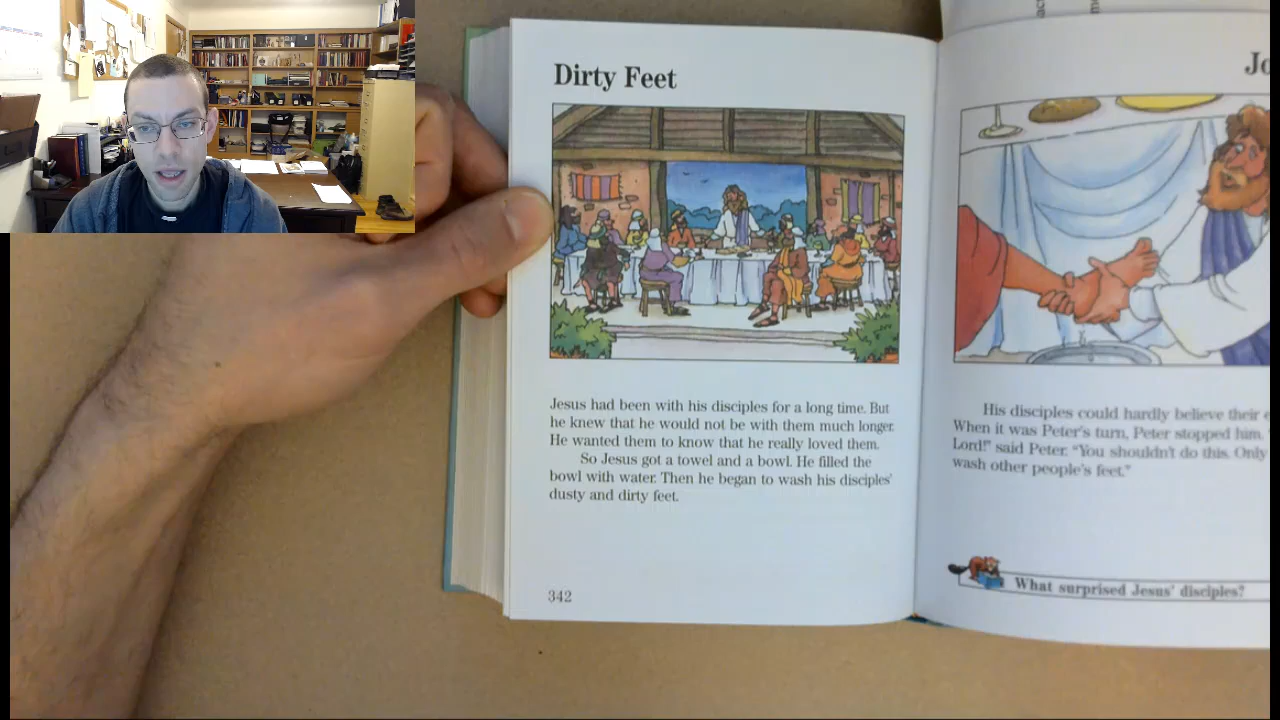 Dirty Feet
Jesus had been with his disciples for a long time. But
he knew that he would not be with them much longer.
He wanted them to know that he really loved them.
So Jesus got a towel and a bowl. He filled the
bowl with water. Then he began to wash his disciples'
dusty and dirty feet.
342
Jo
His disciples could hardly believe their e
When it was Peter's turn, Peter stopped him.
Lord!" said Peter. "You shouldn't do this. Only
wash other people's feet."
What surprised Jesus' disciples?